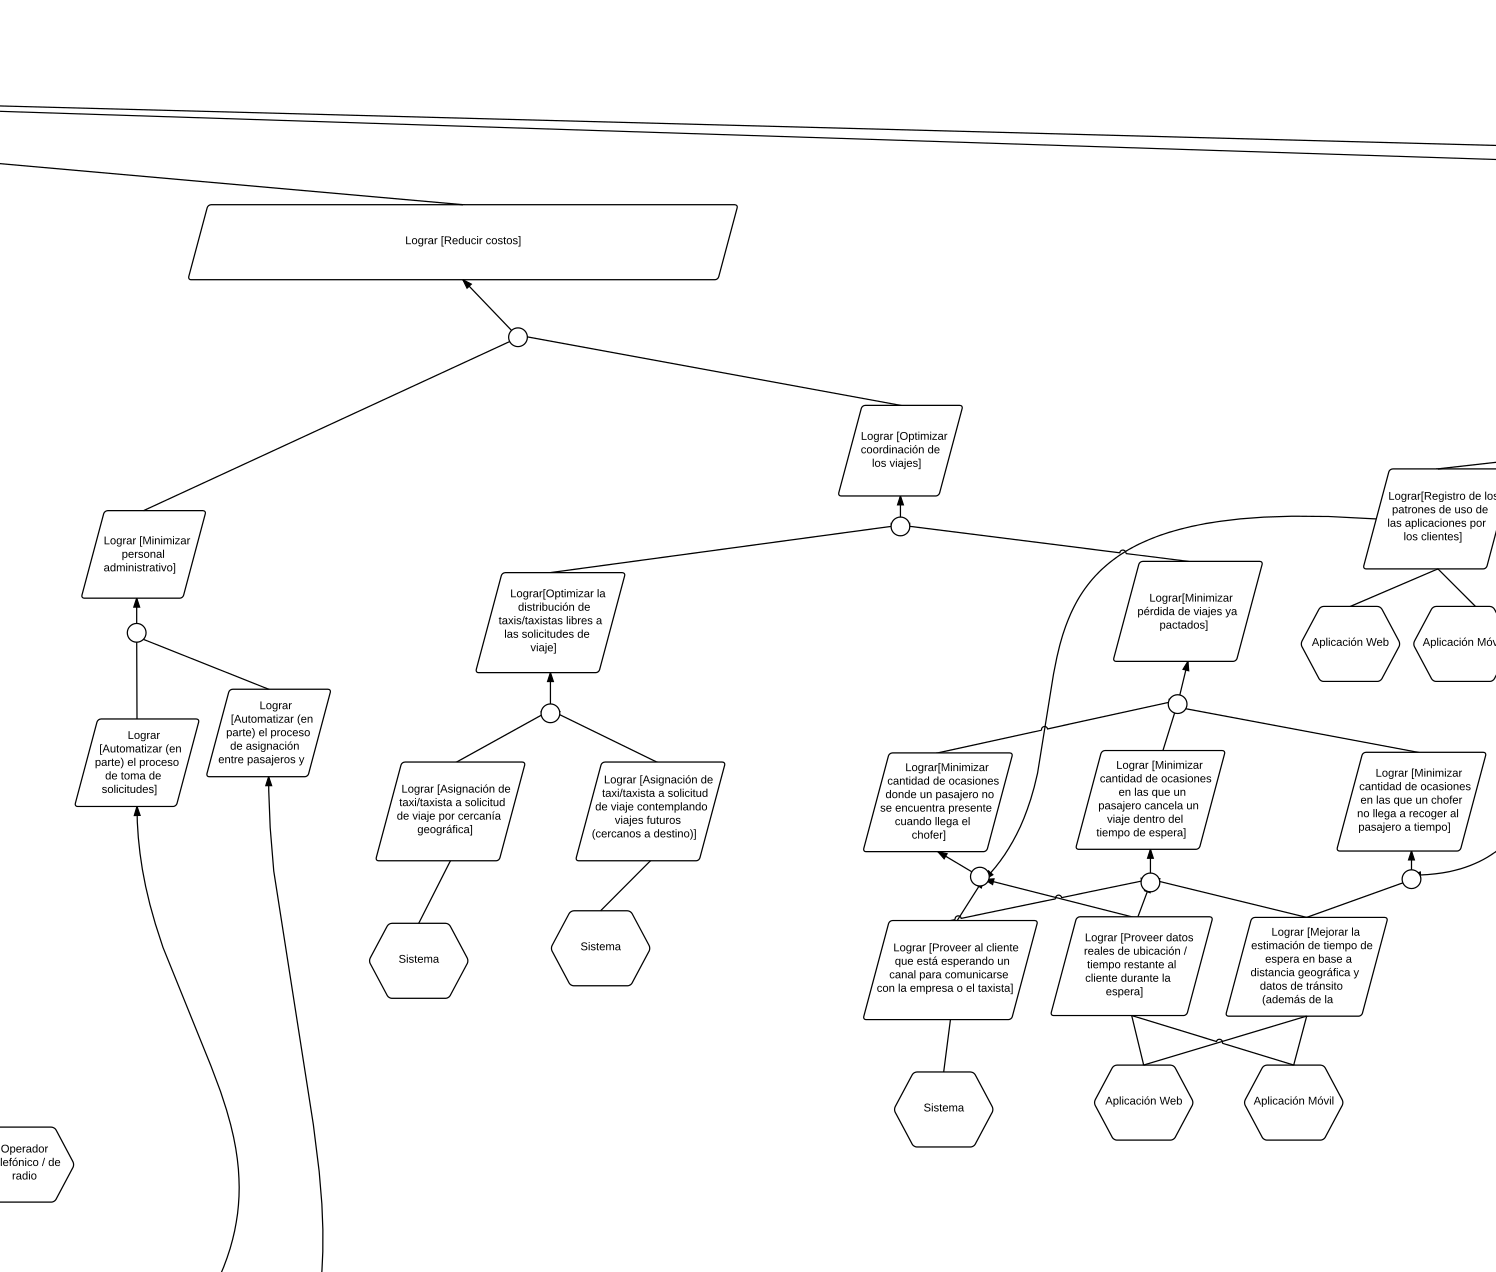 Lograr [Reducir costos]
Lograr [Optimizar
coordinación de
los viajes]
Lograr [Minimizar
personal
administrativo]
Lograr[Registro de los
patrones de uso de
las aplicaciones por
los clientes]
Lograr[Optimizar la
distribución de
taxis/taxistas libres a
las solicitudes de
viaje]
Lograr[Minimizar
pérdida de viajes ya
pactados]
Aplicación Web
Aplicación Móv
Lograr
[Automatizar (en
parte) el proceso
de toma de
solicitudes]
Lograr
[Automatizar (en
parte) el proceso
de asignación
entre pasajeros y
Lograr [Asignación de
taxi/taxista a solicitud
de viaje por cercanía
geográfica]
Lograr [Asignación de
taxi/taxista a solicitud
de viaje contemplando
viajes futuros
(cercanos a destino)]
Lograr[Minimizar
cantidad de ocasiones
donde un pasajero no
se encuentra presente
cuando llega el
chofer]
Lograr [Minimizar
cantidad de ocasiones
en las que un
pasajero cancela un
viaje dentro del
tiempo de espera]
Lograr [Minimizar
cantidad de ocasiones
en las que un chofer
no llega a recoger al
pasajero a tiempo]
Sistema
Sistema
Lograr [Proveer al cliente
que está esperando un
canal para comunicarse
con la empresa o el taxista]
Lograr [Proveer datos
reales de ubicación /
tiempo restante al
cliente durante la
espera]
Lograr [Mejorar la
estimación de tiempo de
espera en base a
distancia geográfica y
datos de tránsito
(además de la
Sistema
Aplicación Web
Aplicación Móvil
Operador
lefónico / de
radio